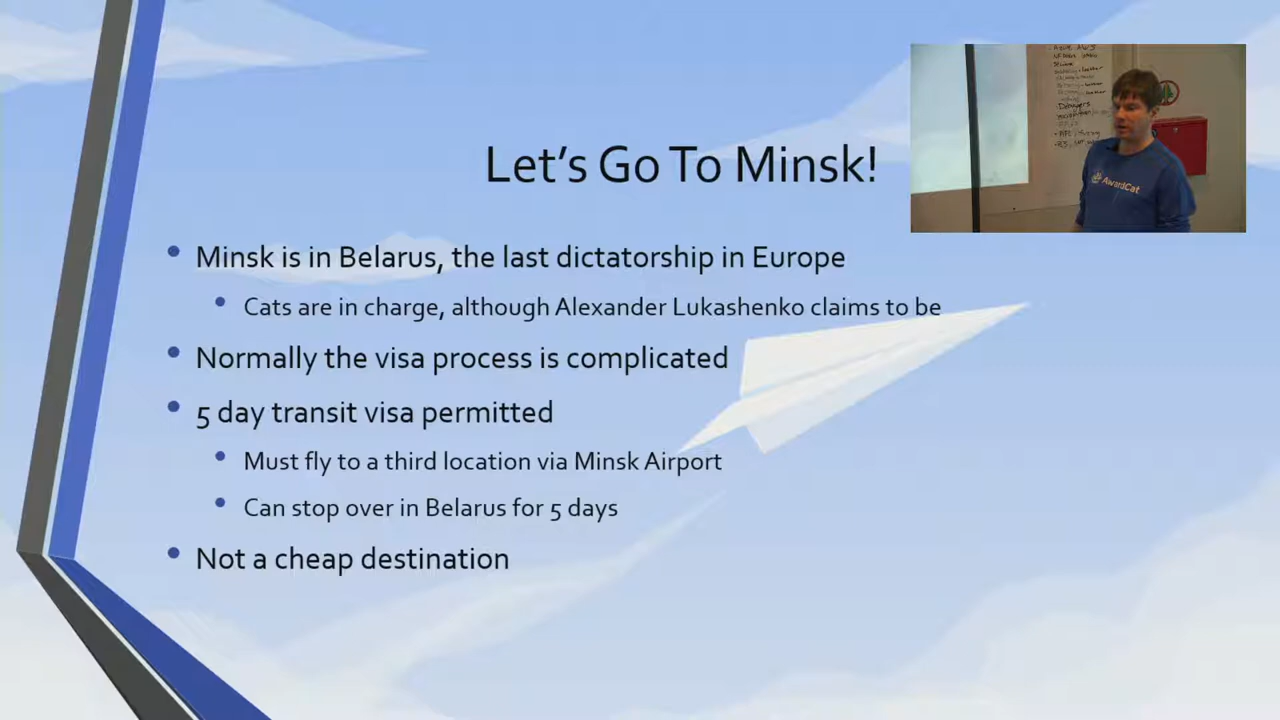 Let's Go To Minsk!
Minsk is in Belarus, the last dictatorship in Europe
Cats are in charge, although Alexander Lukashenko claims to be
Normally the visa process is complicated
5 day transit visa permitted
Must fly to a third location via Minsk Airport
Can stop over in Belarus for 5 days
Not a cheap destination
AwardCat